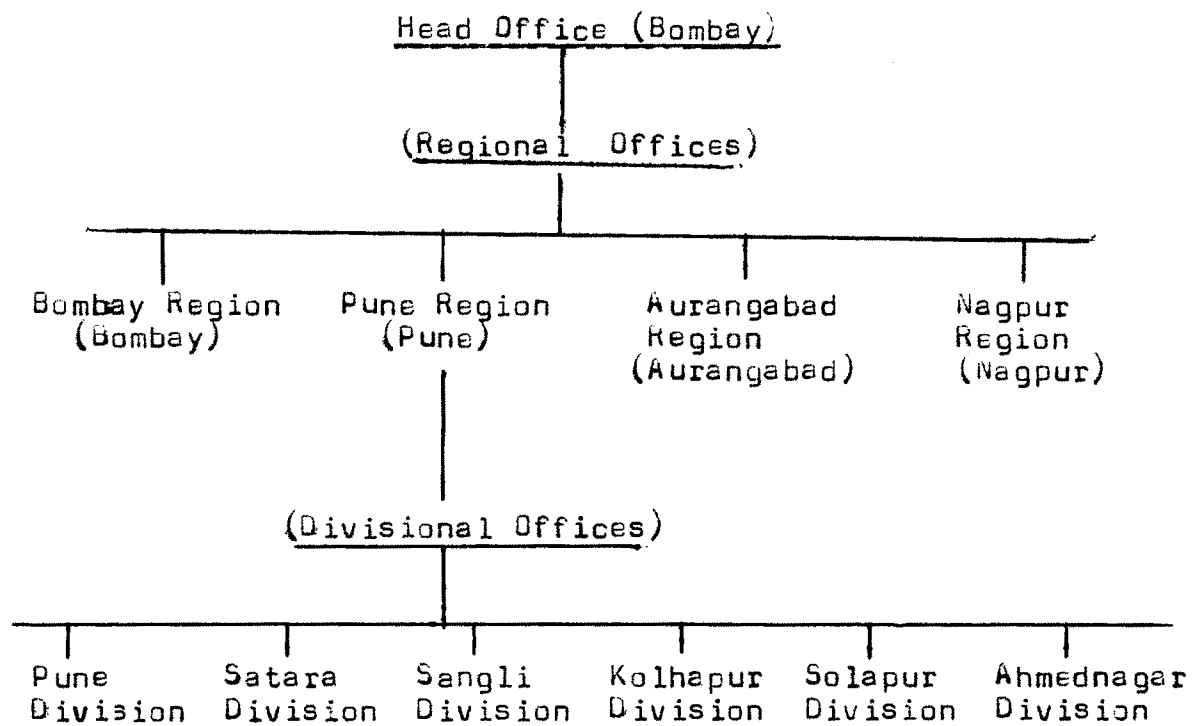 Head Office (Bombay)
(Regional Offices)
Bombay Region
(Bombay)
Pune Region
(Pune)
Aurangabad
Region
(Aurangabad)
Nagpur
Region
(Nagpur)
(Divisional Offices)
Pune
Division
Satara
Division
Sangli
Division
Kolhapur
Division
Solapur
Division
Ahmednagar
Division